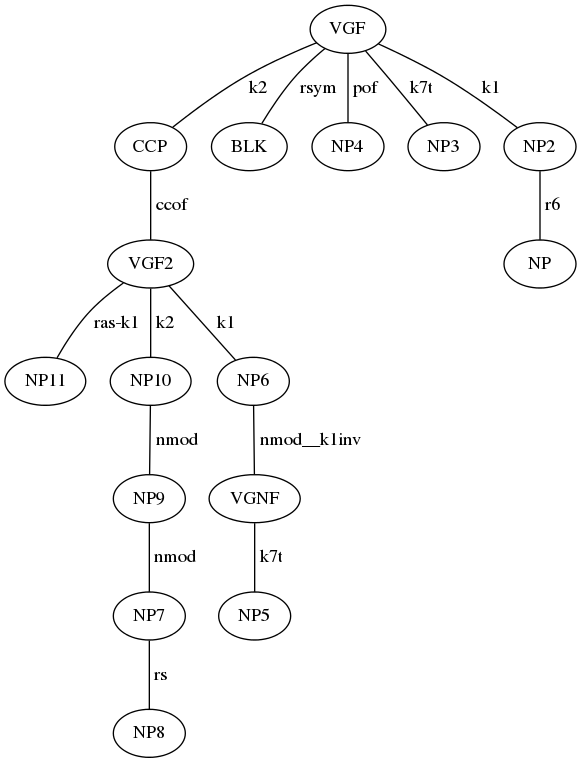 VGF
k2 rsym pof k7t k1
CCP BLK NP4 NP3 NP2
ccof r6
VGF2 NP
ras-k1 k2 k1
NP11 NP10 NP6
nmod nmod__k1inv
NP9 VGNF
nmod k7t
NP7 NP5
rs
NP8